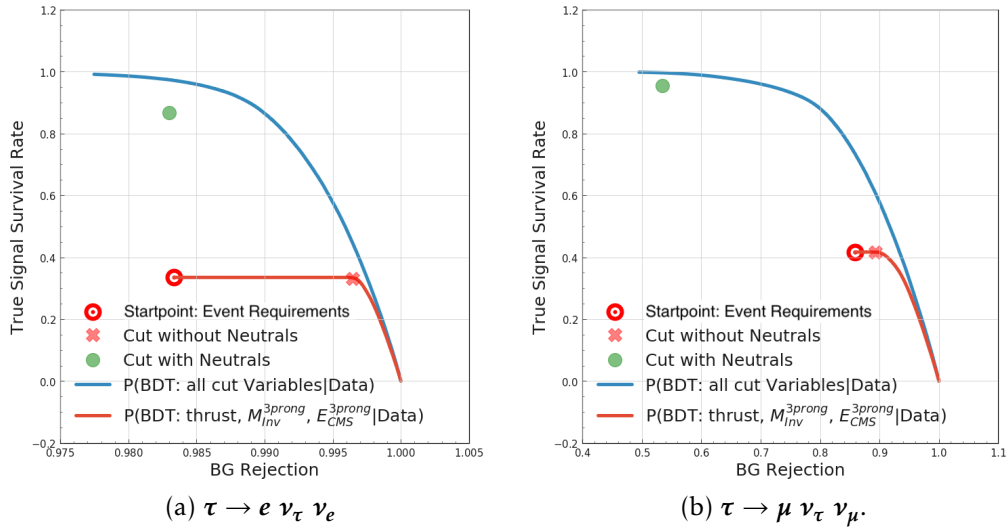 1.2
1.0
0.8
0.6
0.4
0.2
0.0
−0.2
True Signal Survival Rate
Startpoint: Event Requirements
Cut without Neutrals
Cut with Neutrals
P(BDT: all cut Variables|Data)
P(BDT: thrust, M_{Inv}^{3prong}, E_{CMS}^{3prong}|Data)
0.975 0.980 0.985 0.990 0.995 1.000 1.005
BG Rejection
(a) τ → e ν_τ ν_e
1.2
1.0
0.8
0.6
0.4
0.2
0.0
−0.2
True Signal Survival Rate
Startpoint: Event Requirements
Cut without Neutrals
Cut with Neutrals
P(BDT: all cut Variables|Data)
P(BDT: thrust, M_{Inv}^{3prong}, E_{CMS}^{3prong}|Data)
0.4 0.5 0.6 0.7 0.8 0.9 1.0 1.1
BG Rejection
(b) τ → μ ν_τ ν_μ.